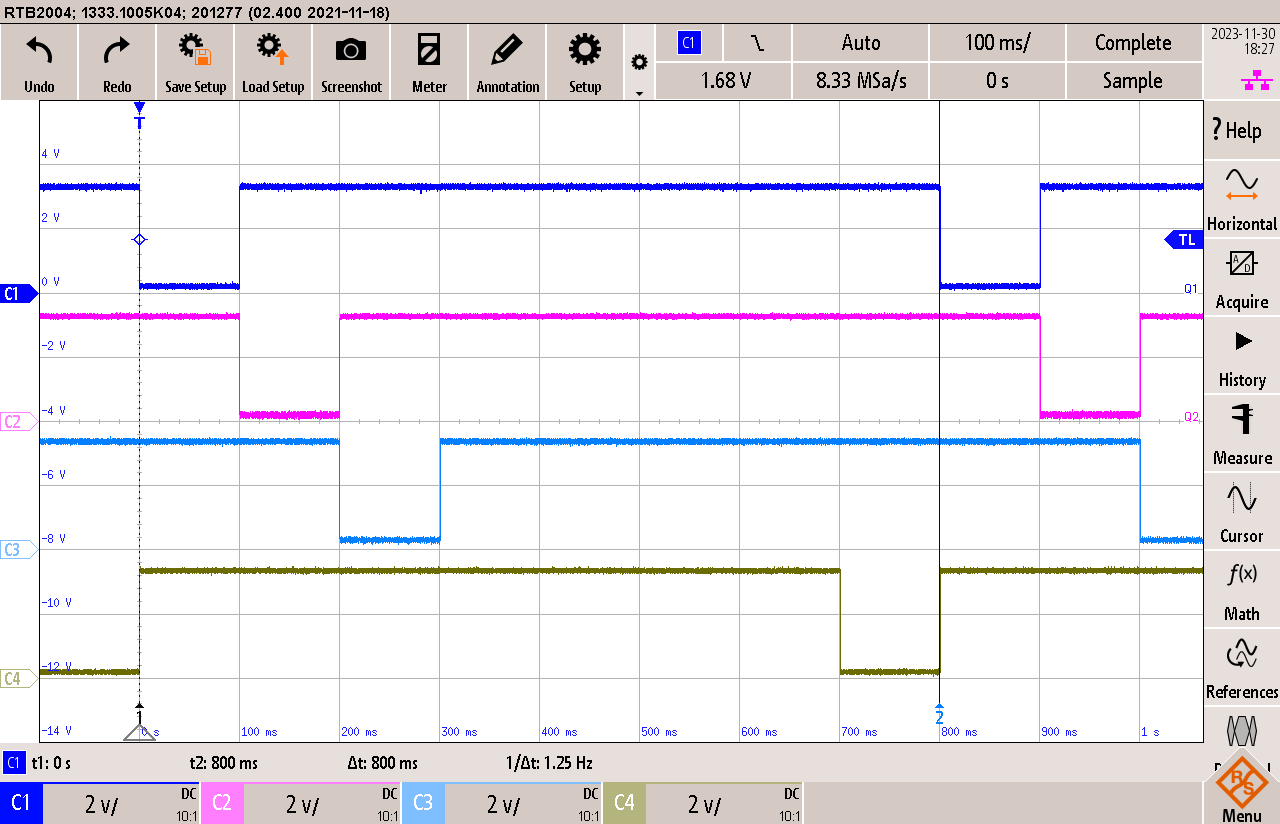 RTB2004; 1333.1005K04; 201277 (02.400 2021-11-18)
Undo
Redo
Save Setup
Load Setup
Screenshot
Meter
Annotation
Setup
C1
Auto
100 ms/
Complete
1.68 V
8.33 MSa/s
0 s
Sample
2023-11-30
18:27
?Help
Horizontal
A/D
Acquire
History
Measure
Cursor
f(x)
Math
References
R&S
Menu
T
4 V
2 V
0 V
-2 V
-4 V
-6 V
-8 V
-10 V
-12 V
-14 V
C1
C2
C3
C4
TL
Q1
Q2
1
2
0 s
100 ms
200 ms
300 ms
400 ms
500 ms
600 ms
700 ms
800 ms
900 ms
1 s
C1 t1: 0 s t2: 800 ms Δt: 800 ms 1/Δt: 1.25 Hz
C1 2 V/ DC 10:1
C2 2 V/ DC 10:1
C3 2 V/ DC 10:1
C4 2 V/ DC 10:1